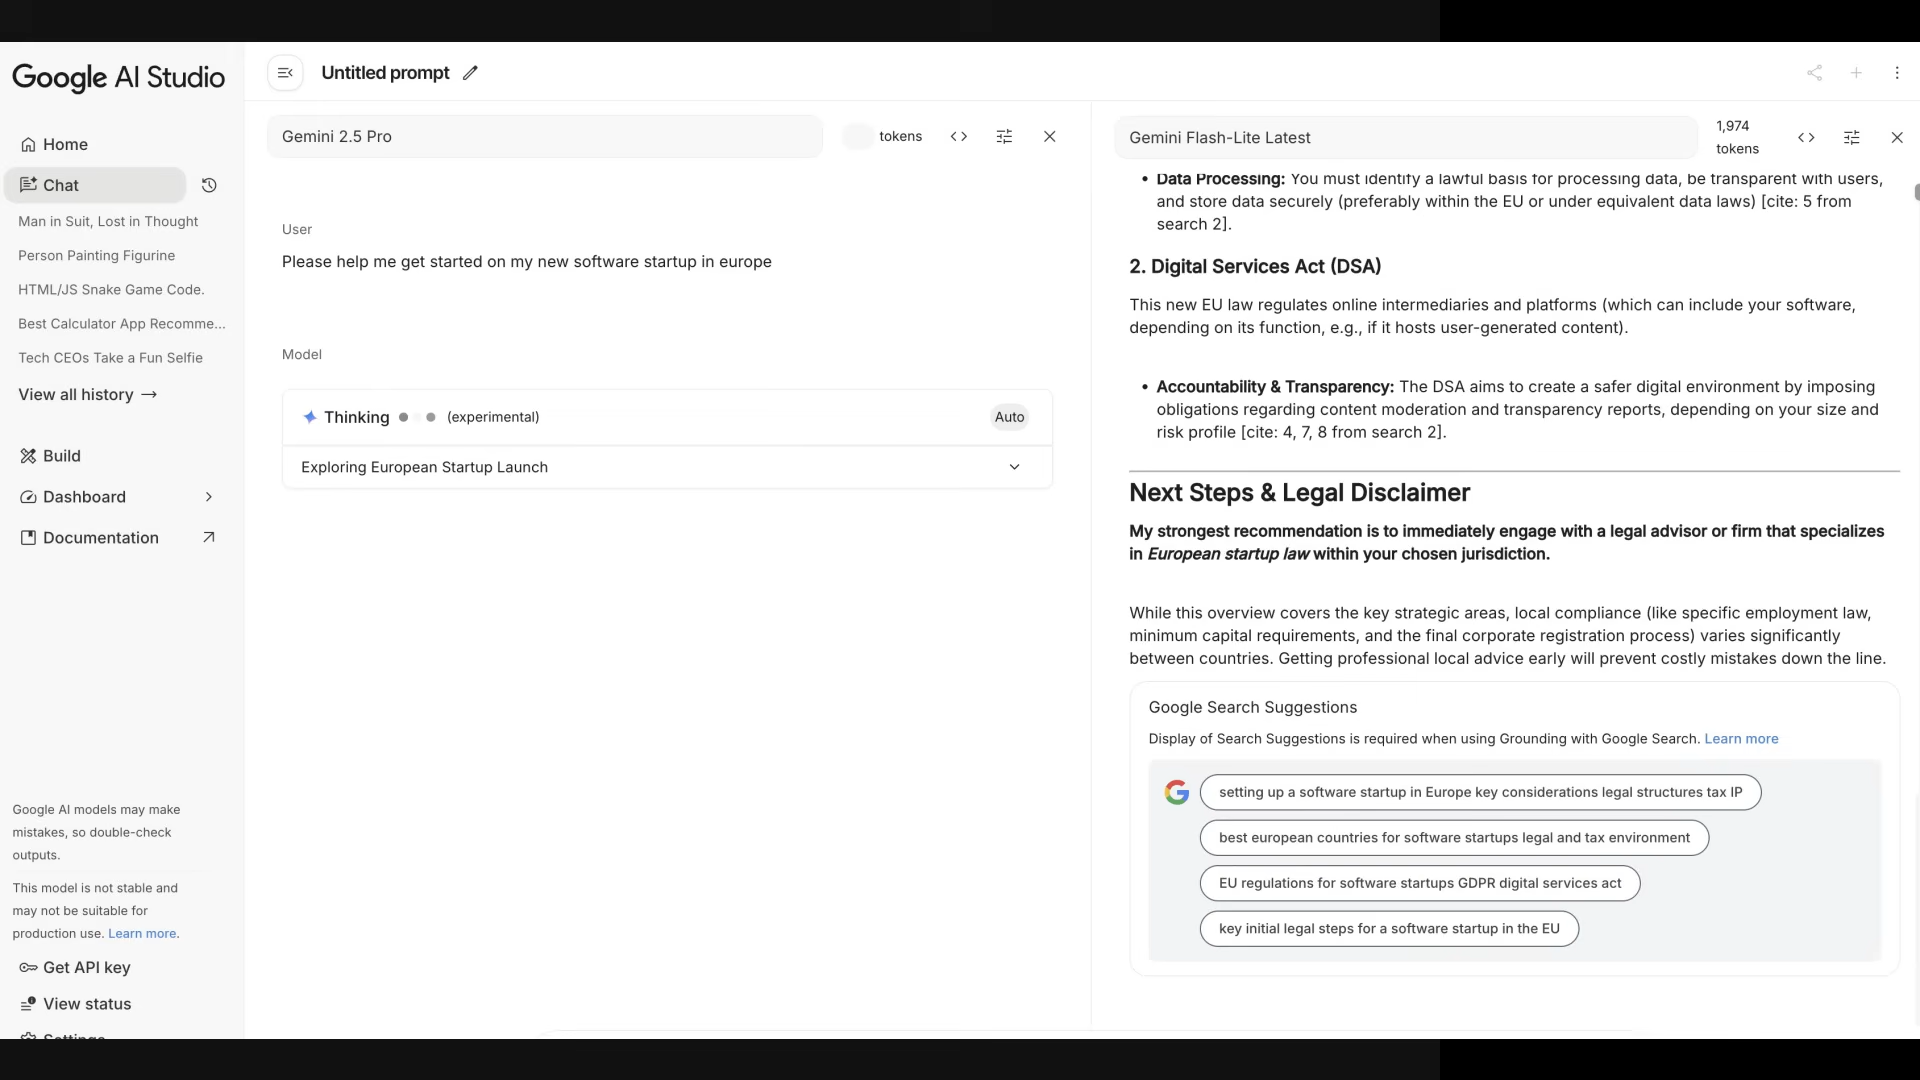 Google AI Studio
Home
Chat
Man in Suit, Lost in Thought
Person Painting Figurine
HTML/JS Snake Game Code.
Best Calculator App Recomme...
Tech CEOs Take a Fun Selfie
View all history →
Build
Dashboard
Documentation
Google AI models may make
mistakes, so double-check
outputs.
This model is not stable and
may not be suitable for
production use. Learn more.
Get API key
View status
Settings
Untitled prompt
Gemini 2.5 Pro
tokens
User
Please help me get started on my new software startup in europe
Model
Thinking (experimental)
Auto
Exploring European Startup Launch
Gemini Flash-Lite Latest
1,974
tokens
• Data Processing: You must identify a lawful basis for processing data, be transparent with users,
and store data securely (preferably within the EU or under equivalent data laws) [cite: 5 from
search 2].
2. Digital Services Act (DSA)
This new EU law regulates online intermediaries and platforms (which can include your software,
depending on its function, e.g., if it hosts user-generated content).
• Accountability & Transparency: The DSA aims to create a safer digital environment by imposing
obligations regarding content moderation and transparency reports, depending on your size and
risk profile [cite: 4, 7, 8 from search 2].
Next Steps & Legal Disclaimer
My strongest recommendation is to immediately engage with a legal advisor or firm that specializes
in European startup law within your chosen jurisdiction.
While this overview covers the key strategic areas, local compliance (like specific employment law,
minimum capital requirements, and the final corporate registration process) varies significantly
between countries. Getting professional local advice early will prevent costly mistakes down the line.
Google Search Suggestions
Display of Search Suggestions is required when using Grounding with Google Search. Learn more
setting up a software startup in Europe key considerations legal structures tax IP
best european countries for software startups legal and tax environment
EU regulations for software startups GDPR digital services act
key initial legal steps for a software startup in the EU